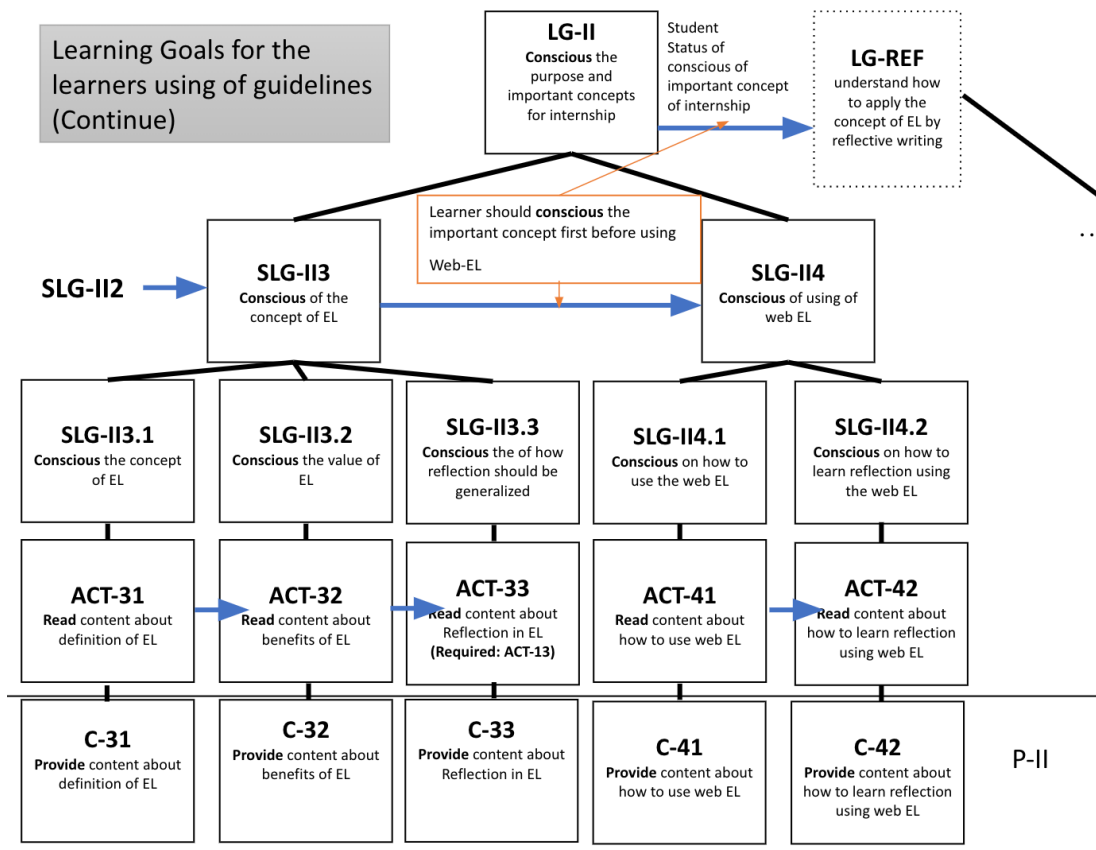 Learning Goals for the
learners using of guidelines
(Continue)
LG-II
Conscious the
purpose and
important concepts
for internship
Student
Status of
conscious of
important concept
of internship
LG-REF
understand how
to apply the
concept of EL by
reflective writing
...
Learner should conscious the
important concept first before using
Web-EL
SLG-II2
SLG-II3
Conscious of the
concept of EL
SLG-II4
Conscious of using of
web EL
SLG-II3.1
Conscious the concept
of EL
SLG-II3.2
Conscious the value of
EL
SLG-II3.3
Conscious the of how
reflection should be
generalized
SLG-II4.1
Conscious on how to
use the web EL
SLG-II4.2
Conscious on how to
learn reflection using
the web EL
ACT-31
Read content about
definition of EL
ACT-32
Read content about
benefits of EL
ACT-33
Read content about
Reflection in EL
(Required: ACT-13)
ACT-41
Read content about
how to use web EL
ACT-42
Read content about
how to learn reflection
using web EL
C-31
Provide content about
definition of EL
C-32
Provide content about
benefits of EL
C-33
Provide content about
Reflection in EL
C-41
Provide content about
how to use web EL
C-42
Provide content about
how to learn reflection
using web EL
P-II